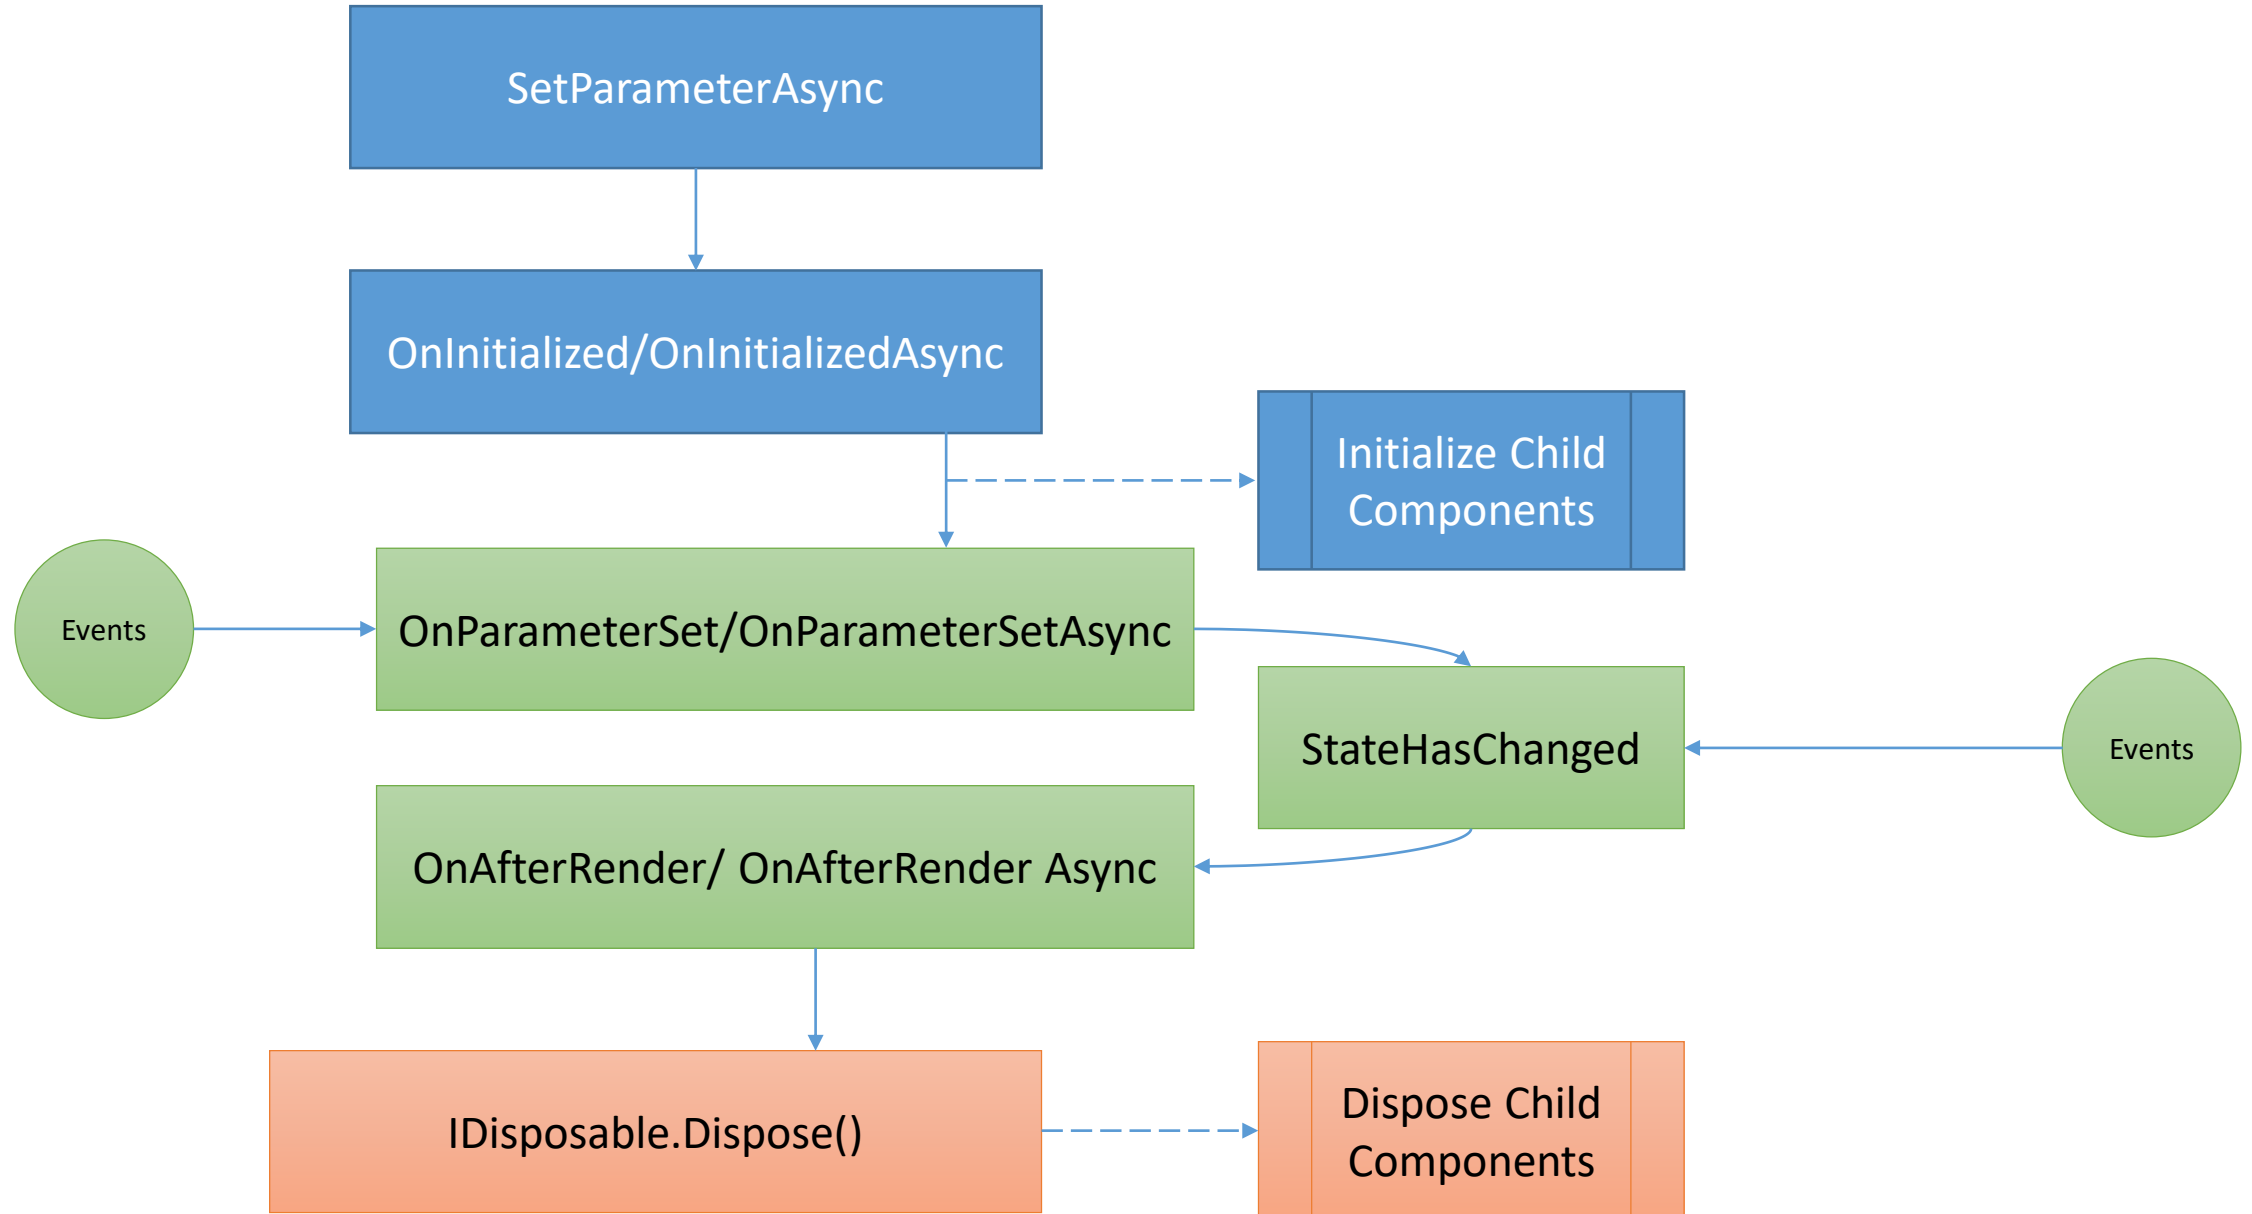 SetParameterAsync
OnInitialized/OnInitializedAsync
Initialize Child
Components
Events
OnParameterSet/OnParameterSetAsync
StateHasChanged
Events
OnAfterRender/ OnAfterRender Async
IDisposable.Dispose()
Dispose Child
Components